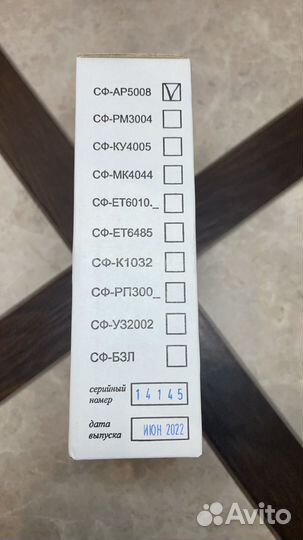 СФ-АР5008
СФ-РМ3004
СФ-КУ4005
СФ-МК4044
СФ-ЕТ6010._
СФ-ЕТ6485
СФ-К1032
СФ-РП300_
СФ-УЗ2002
СФ-БЗЛ
серийный
номер
14145
дата
выпуска
ИЮН 2022
Avito